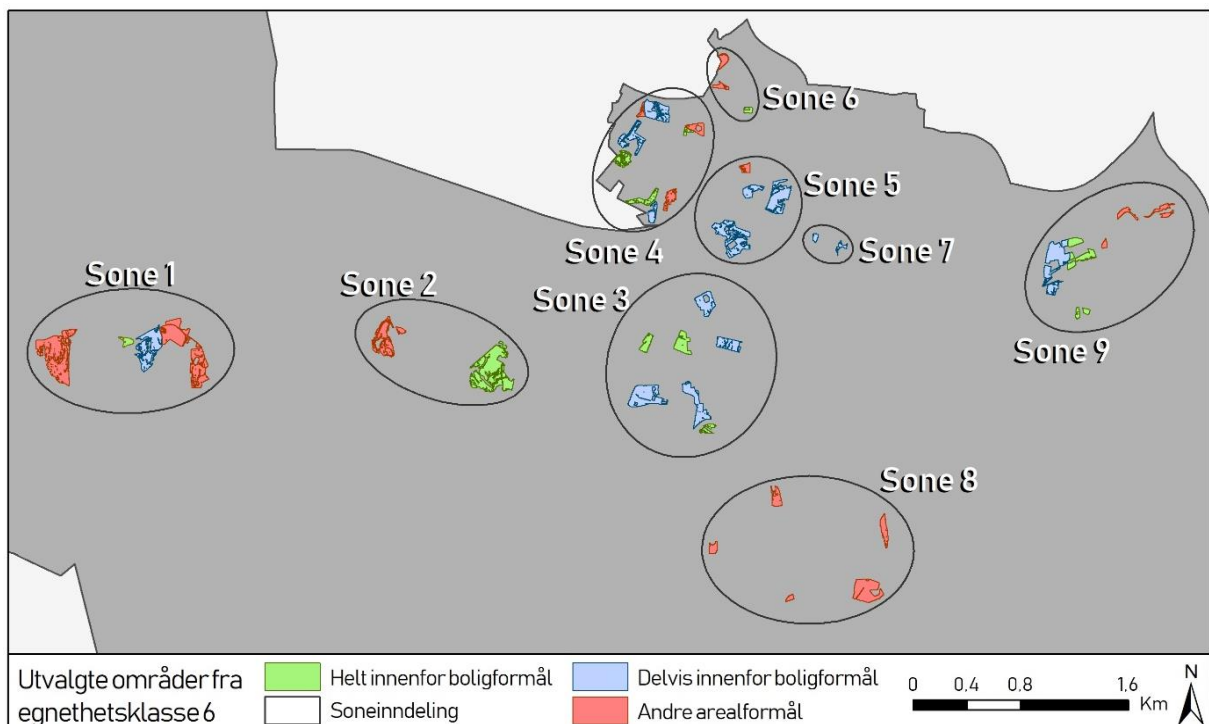 Sone 6
Sone 5
Sone 4
Sone 7
Sone 1
Sone 2
Sone 3
Sone 9
Sone 8
Utvalgte områder fra
egnethetsklasse 6
Helt innenfor boligformål
Soneinndeling
Delvis innenfor boligformål
Andre arealformål
0 0,4 0,8 1,6
Km
N